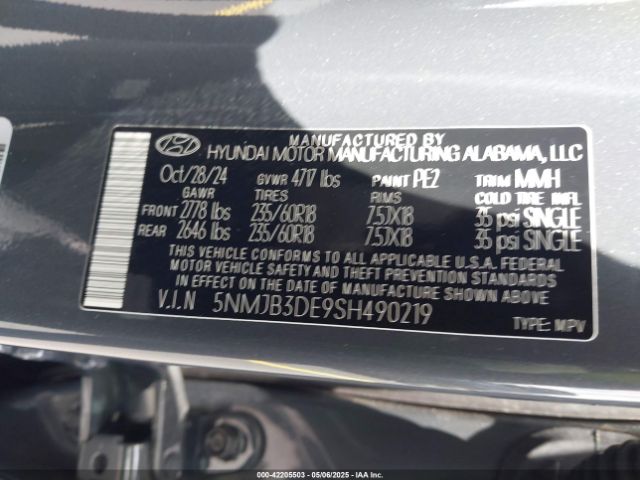 MANUFACTURED BY
HYUNDAI MOTOR MANUFACTURING ALABAMA, LLC
Oct/28/24 GVWR 4717 lbs PAINT PE2 TRIM MMH
GAWR TIRES RIMS COLD TIRE INFL
FRONT 2778 lbs 235/60R18 7.5JX18 35 psi SINGLE
REAR 2646 lbs 235/60R18 7.5JX18 35 psi SINGLE
THIS VEHICLE CONFORMS TO ALL APPLICABLE U.S.A. FEDERAL
MOTOR VEHICLE SAFETY AND THEFT PREVENTION STANDARDS
IN EFFECT ON THE DATE OF MANUFACTURE SHOWN ABOVE.
V.I.N 5NMJB3DE9SH490219 TYPE: MPV
000-42205503 - 05/06/2025 - IAAI.COM